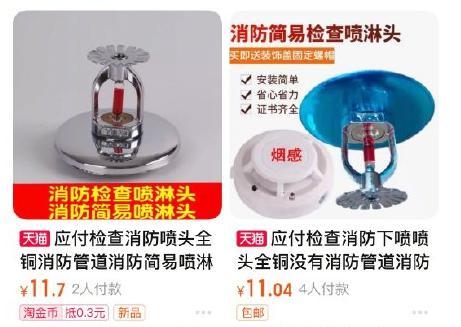 消防检查喷淋头
消防简易喷淋头
天猫 应付检查消防喷头全
铜消防管道消防简易喷淋
¥11.7 2人付款
淘金币 抵0.3元 新品
消防简易检查喷淋头
买即送装饰盖固定螺帽
安装简单
省心省力
证书齐全
烟感
天猫 应付检查消防下喷喷
头全铜没有消防管道消防
¥11.04 4人付款
包邮